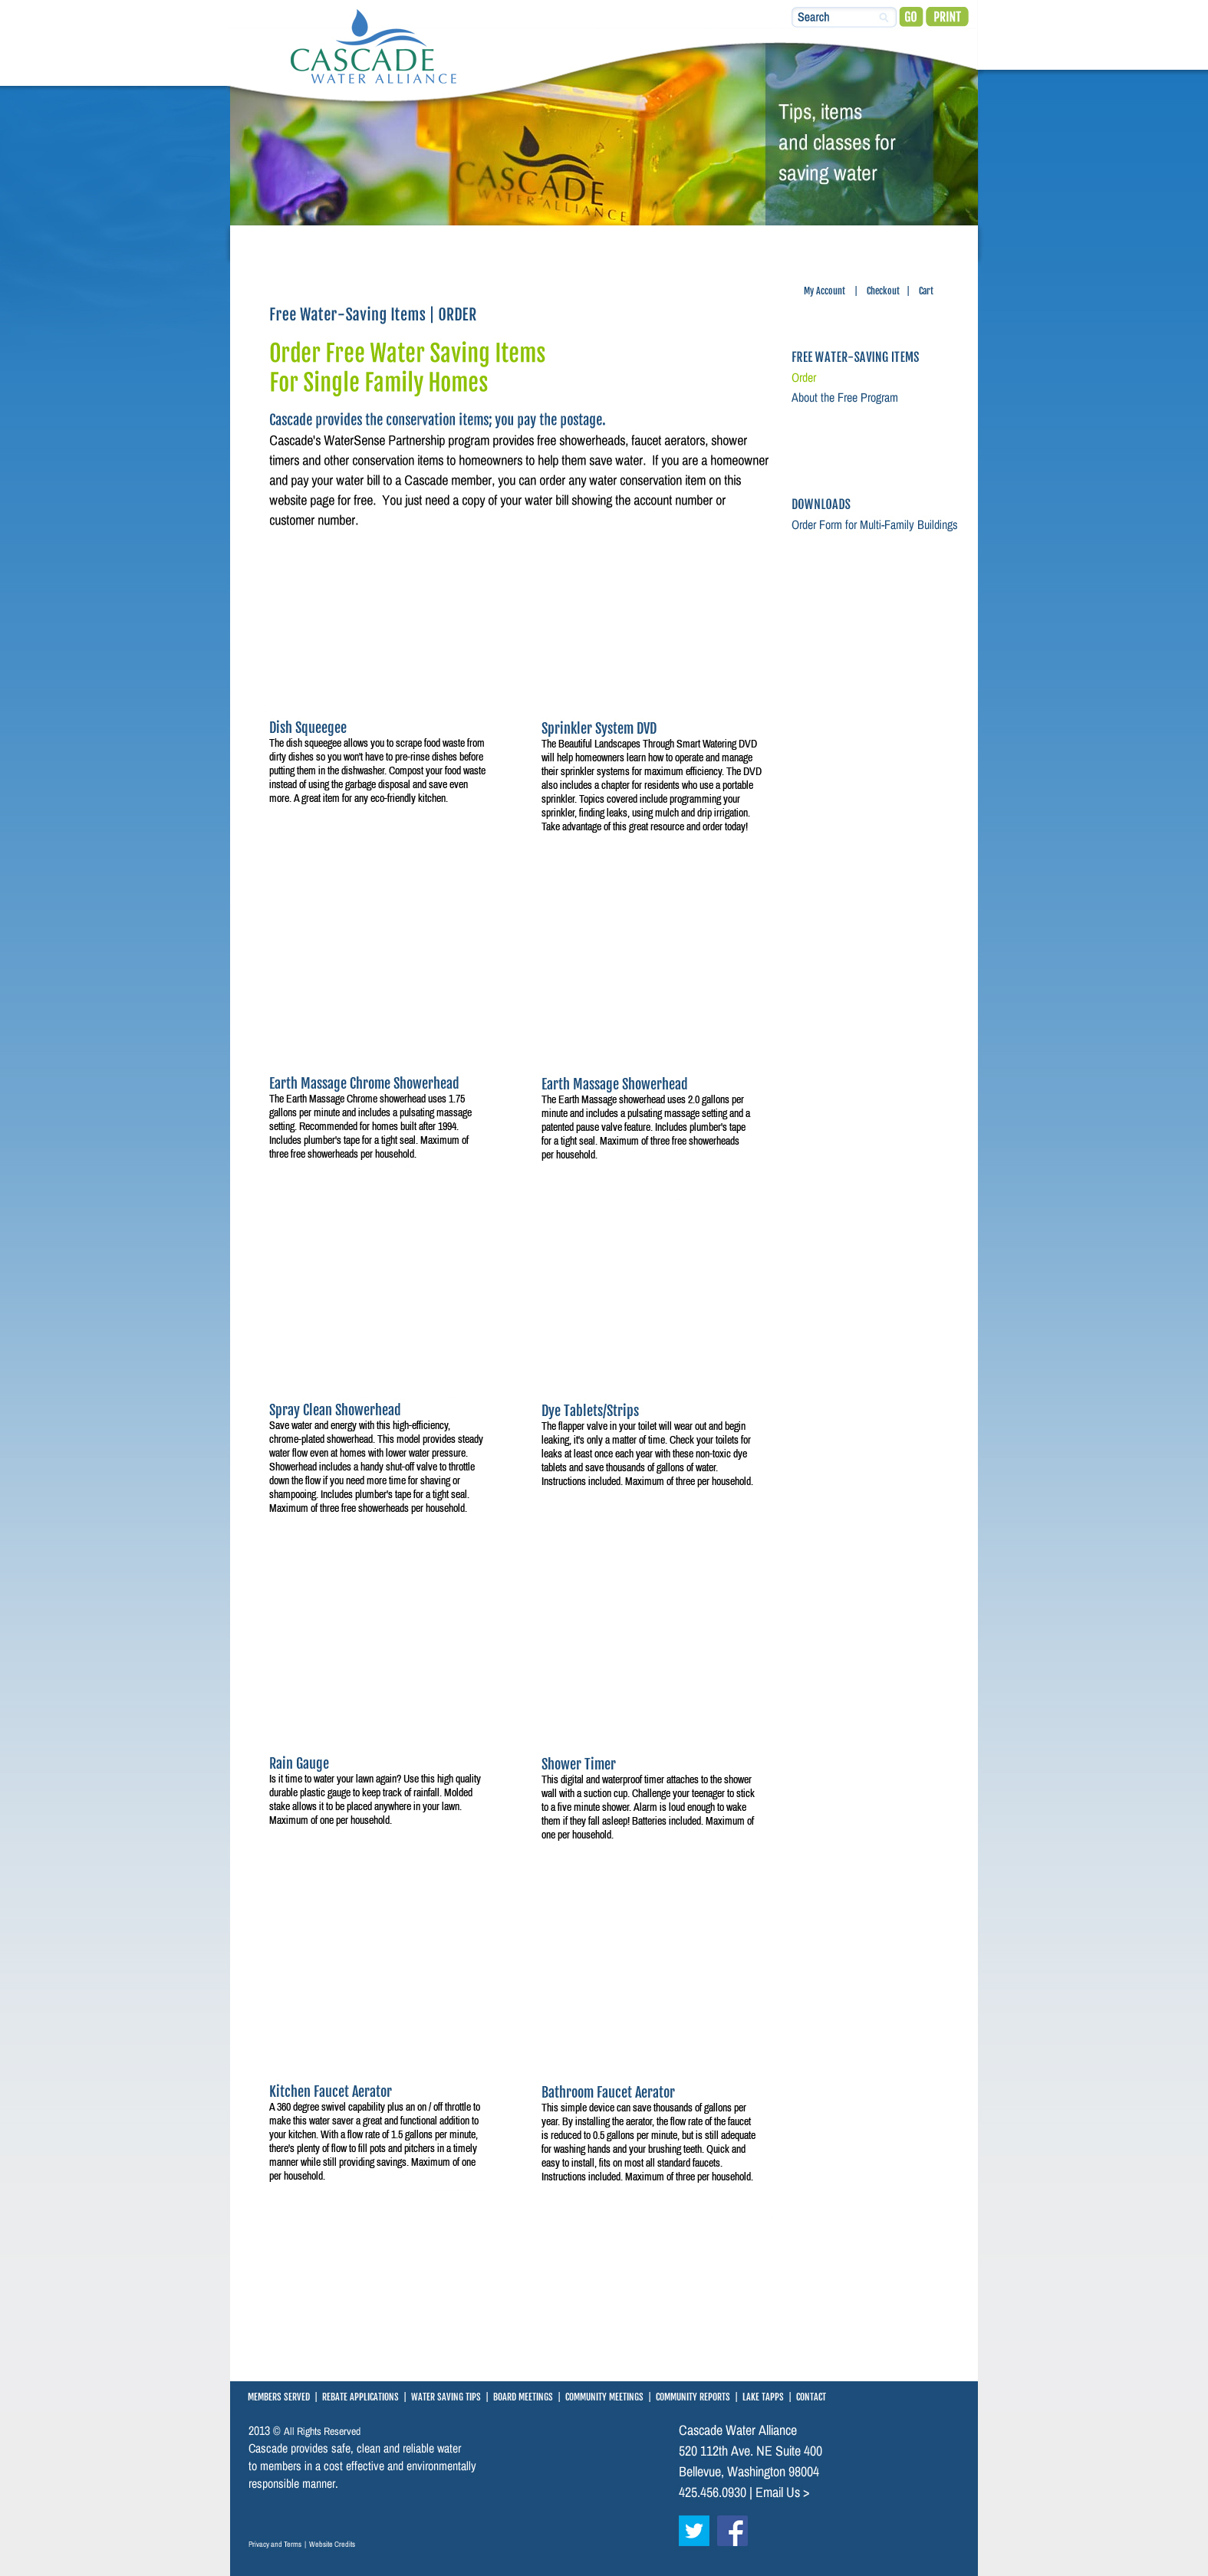 CASCADE
WATER ALLIANCE
Search
GO
PRINT
CASCADE
WATER ALLIANCE
Tips, items
and classes for
saving water
My Account | Checkout | Cart
Free Water-Saving Items | ORDER
Order Free Water Saving Items
For Single Family Homes
Cascade provides the conservation items; you pay the postage.
Cascade's WaterSense Partnership program provides free showerheads, faucet aerators, shower
timers and other conservation items to homeowners to help them save water.  If you are a homeowner
and pay your water bill to a Cascade member, you can order any water conservation item on this
website page for free.  You just need a copy of your water bill showing the account number or
customer number.
FREE WATER-SAVING ITEMS
Order
About the Free Program
DOWNLOADS
Order Form for Multi-Family Buildings
Dish Squeegee
The dish squeegee allows you to scrape food waste from
dirty dishes so you won't have to pre-rinse dishes before
putting them in the dishwasher. Compost your food waste
instead of using the garbage disposal and save even
more. A great item for any eco-friendly kitchen.
Sprinkler System DVD
The Beautiful Landscapes Through Smart Watering DVD
will help homeowners learn how to operate and manage
their sprinkler systems for maximum efficiency. The DVD
also includes a chapter for residents who use a portable
sprinkler. Topics covered include programming your
sprinkler, finding leaks, using mulch and drip irrigation.
Take advantage of this great resource and order today!
Earth Massage Chrome Showerhead
The Earth Massage Chrome showerhead uses 1.75
gallons per minute and includes a pulsating massage
setting. Recommended for homes built after 1994.
Includes plumber's tape for a tight seal. Maximum of
three free showerheads per household.
Earth Massage Showerhead
The Earth Massage showerhead uses 2.0 gallons per
minute and includes a pulsating massage setting and a
patented pause valve feature. Includes plumber's tape
for a tight seal. Maximum of three free showerheads
per household.
Spray Clean Showerhead
Save water and energy with this high-efficiency,
chrome-plated showerhead. This model provides steady
water flow even at homes with lower water pressure.
Showerhead includes a handy shut-off valve to throttle
down the flow if you need more time for shaving or
shampooing. Includes plumber's tape for a tight seal.
Maximum of three free showerheads per household.
Dye Tablets/Strips
The flapper valve in your toilet will wear out and begin
leaking, it's only a matter of time. Check your toilets for
leaks at least once each year with these non-toxic dye
tablets and save thousands of gallons of water.
Instructions included. Maximum of three per household.
Rain Gauge
Is it time to water your lawn again? Use this high quality
durable plastic gauge to keep track of rainfall. Molded
stake allows it to be placed anywhere in your lawn.
Maximum of one per household.
Shower Timer
This digital and waterproof timer attaches to the shower
wall with a suction cup. Challenge your teenager to stick
to a five minute shower. Alarm is loud enough to wake
them if they fall asleep! Batteries included. Maximum of
one per household.
Kitchen Faucet Aerator
A 360 degree swivel capability plus an on / off throttle to
make this water saver a great and functional addition to
your kitchen. With a flow rate of 1.5 gallons per minute,
there's plenty of flow to fill pots and pitchers in a timely
manner while still providing savings. Maximum of one
per household.
Bathroom Faucet Aerator
This simple device can save thousands of gallons per
year. By installing the aerator, the flow rate of the faucet
is reduced to 0.5 gallons per minute, but is still adequate
for washing hands and your brushing teeth. Quick and
easy to install, fits on most all standard faucets.
Instructions included. Maximum of three per household.
MEMBERS SERVED | REBATE APPLICATIONS | WATER SAVING TIPS | BOARD MEETINGS | COMMUNITY MEETINGS | COMMUNITY REPORTS | LAKE TAPPS | CONTACT
2013 © All Rights Reserved
Cascade provides safe, clean and reliable water
to members in a cost effective and environmentally
responsible manner.
Privacy and Terms | Website Credits
Cascade Water Alliance
520 112th Ave. NE Suite 400
Bellevue, Washington 98004
425.456.0930 | Email Us >